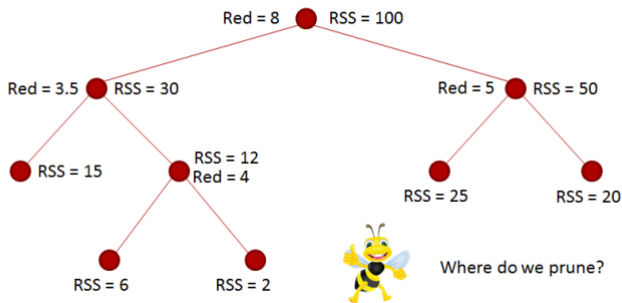 Red = 8 RSS = 100
Red = 3.5 RSS = 30 Red = 5 RSS = 50
RSS = 15 RSS = 12
Red = 4
RSS = 25 RSS = 20
RSS = 6 RSS = 2 Where do we prune?